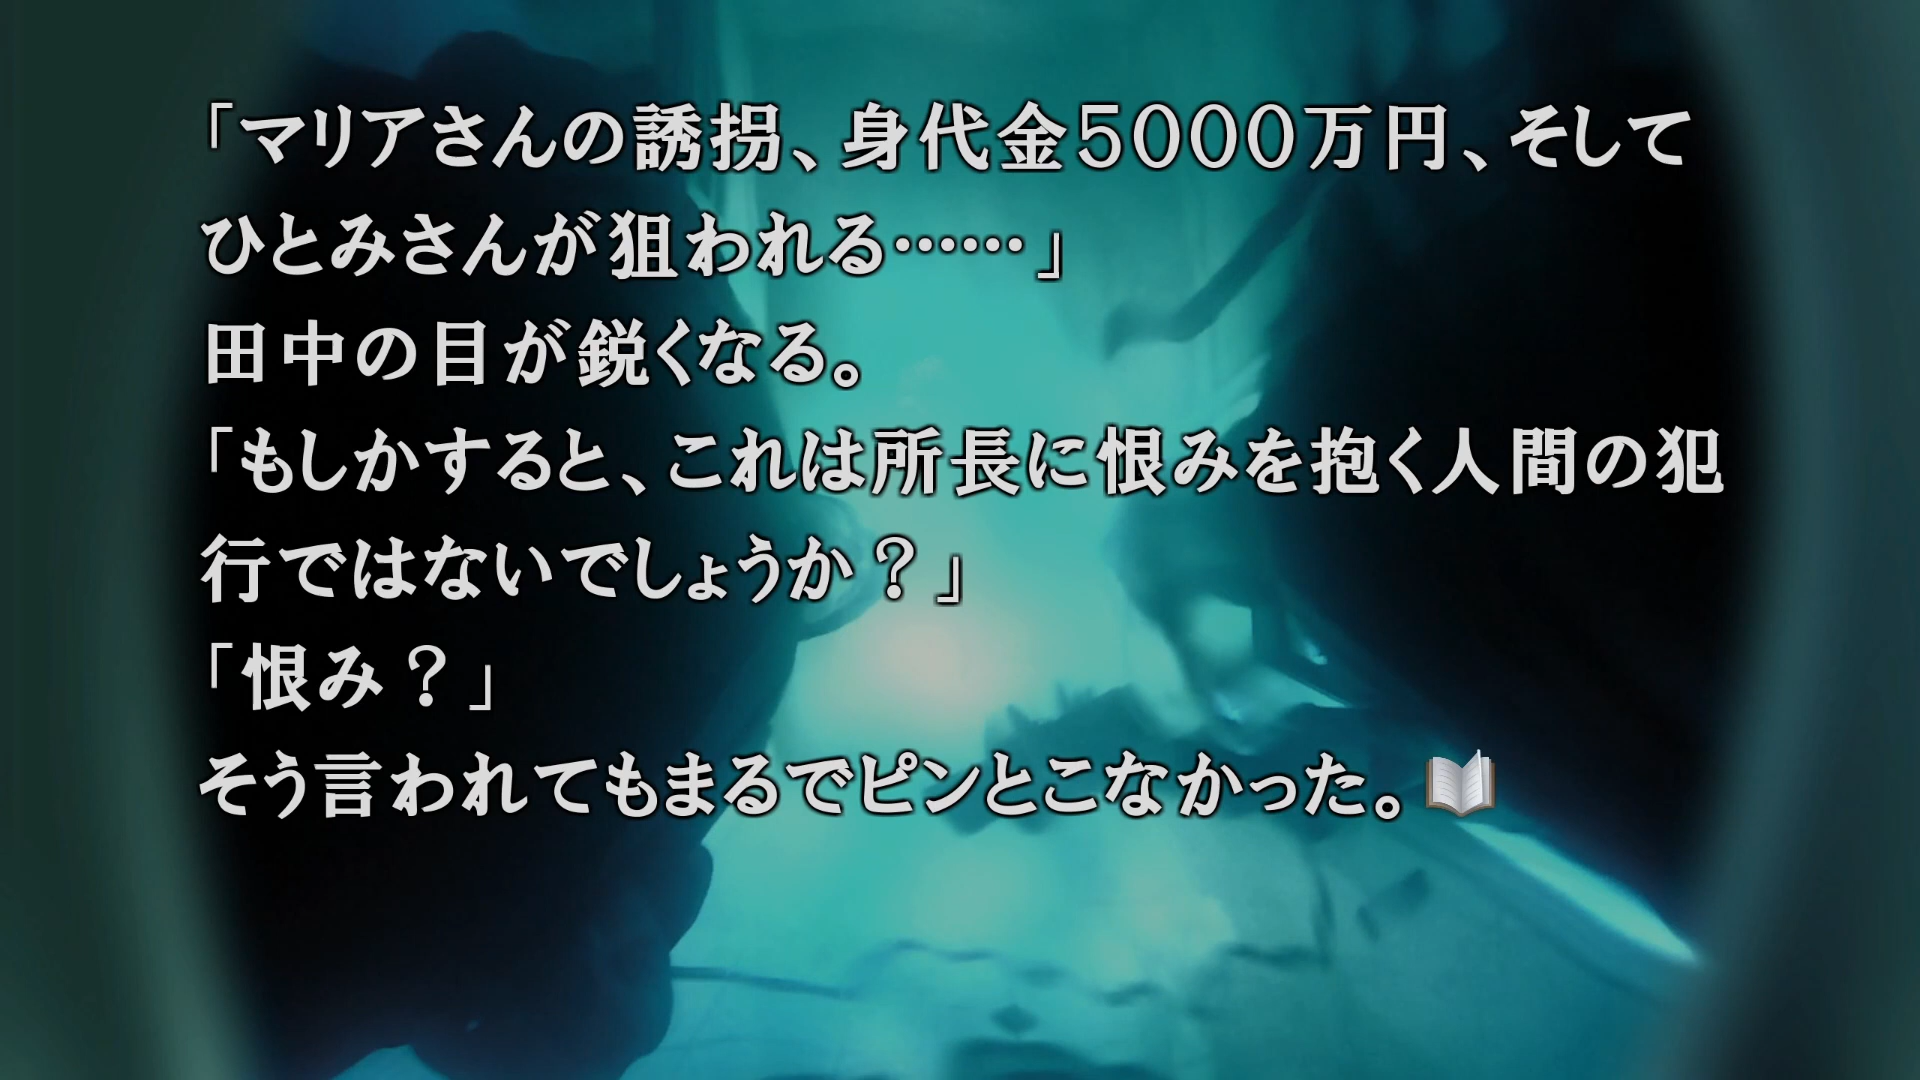 「マリアさんの誘拐、身代金5000万円、そして
ひとみさんが狙われる……」
田中の目が鋭くなる。
「もしかすると、これは所長に恨みを抱く人間の犯
行ではないでしょうか？」
「恨み？」
そう言われてもまるでピンとこなかった。